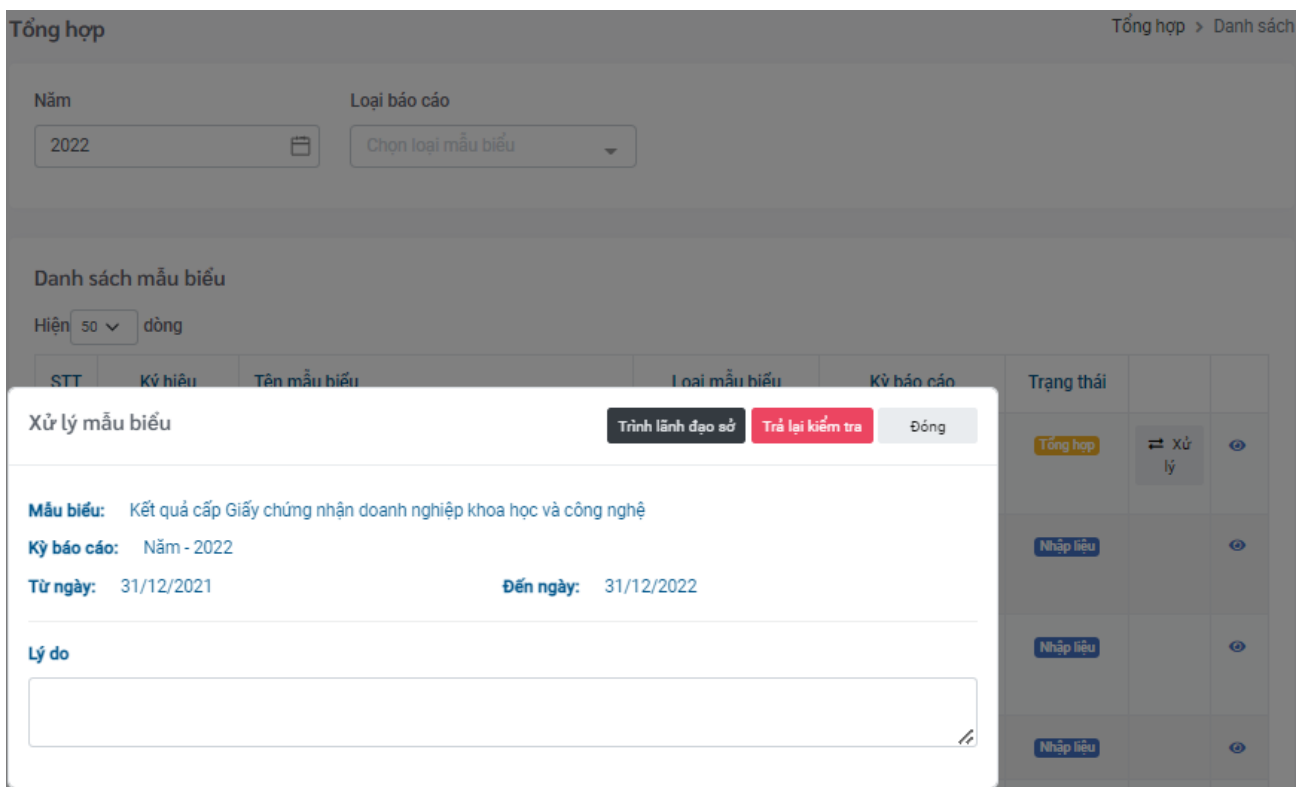 Tổng hợp
Tổng hợp > Danh sách
Năm
Loại báo cáo
2022
Chọn loại mẫu biểu
Danh sách mẫu biểu
Hiện 50 dòng
STT Ký hiệu Tên mẫu biểu Loại mẫu biểu Kỳ báo cáo Trạng thái
Xử lý mẫu biểu
Trình lãnh đạo sở Trả lại kiểm tra Đóng
Tổng hợp
Xử
lý
Mẫu biểu: Kết quả cấp Giấy chứng nhận doanh nghiệp khoa học và công nghệ
Kỳ báo cáo: Năm - 2022
Nhập liệu
Từ ngày: 31/12/2021 Đến ngày: 31/12/2022
Lý do
Nhập liệu
Nhập liệu